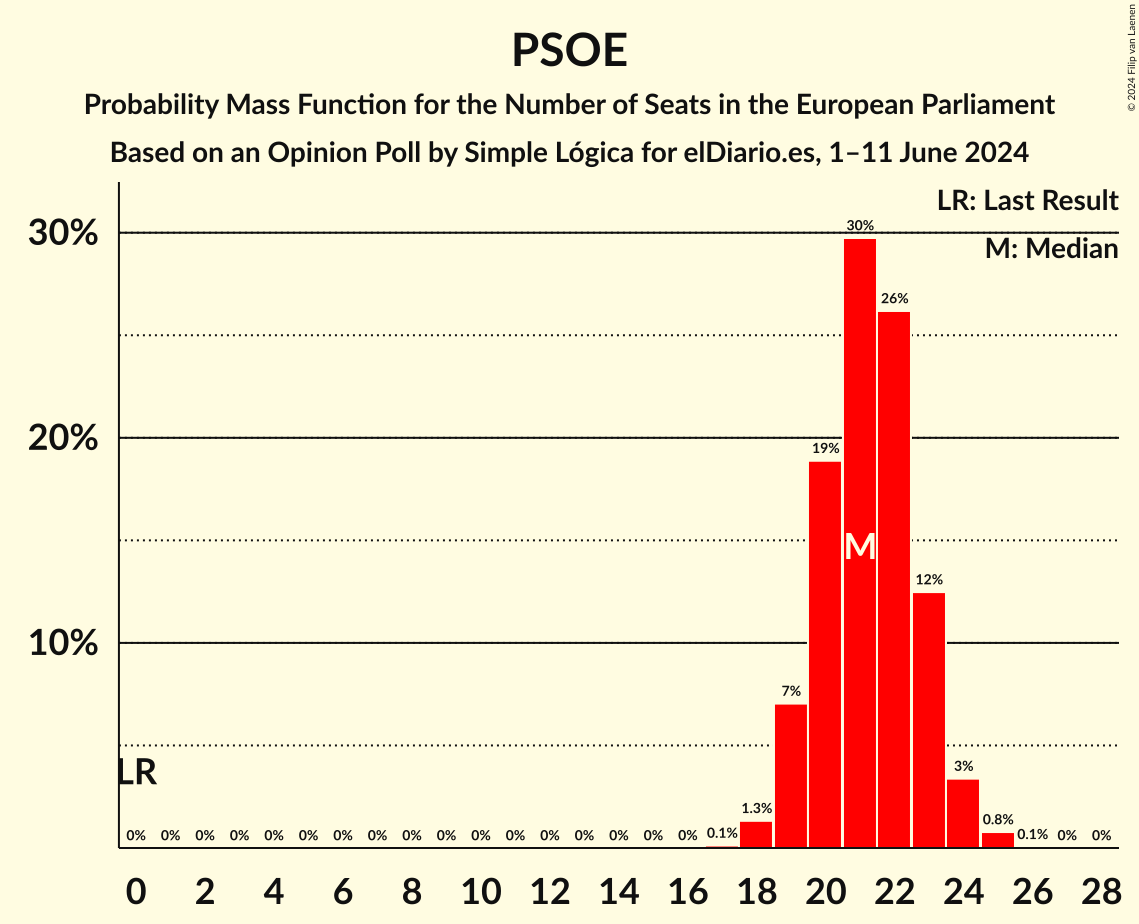 PSOE
Probability Mass Function for the Number of Seats in the European Parliament
Based on an Opinion Poll by Simple Lógica for elDiario.es, 1–11 June 2024
© 2024 Filip van Laenen
LR: Last Result
M: Median
30%
20%
10%
LR
M
0% 0% 0% 0% 0% 0% 0% 0% 0% 0% 0% 0% 0% 0% 0% 0% 0% 0.1% 1.3% 7% 19% 30% 26% 12% 3% 0.8% 0.1% 0% 0%
0 2 4 6 8 10 12 14 16 18 20 22 24 26 28